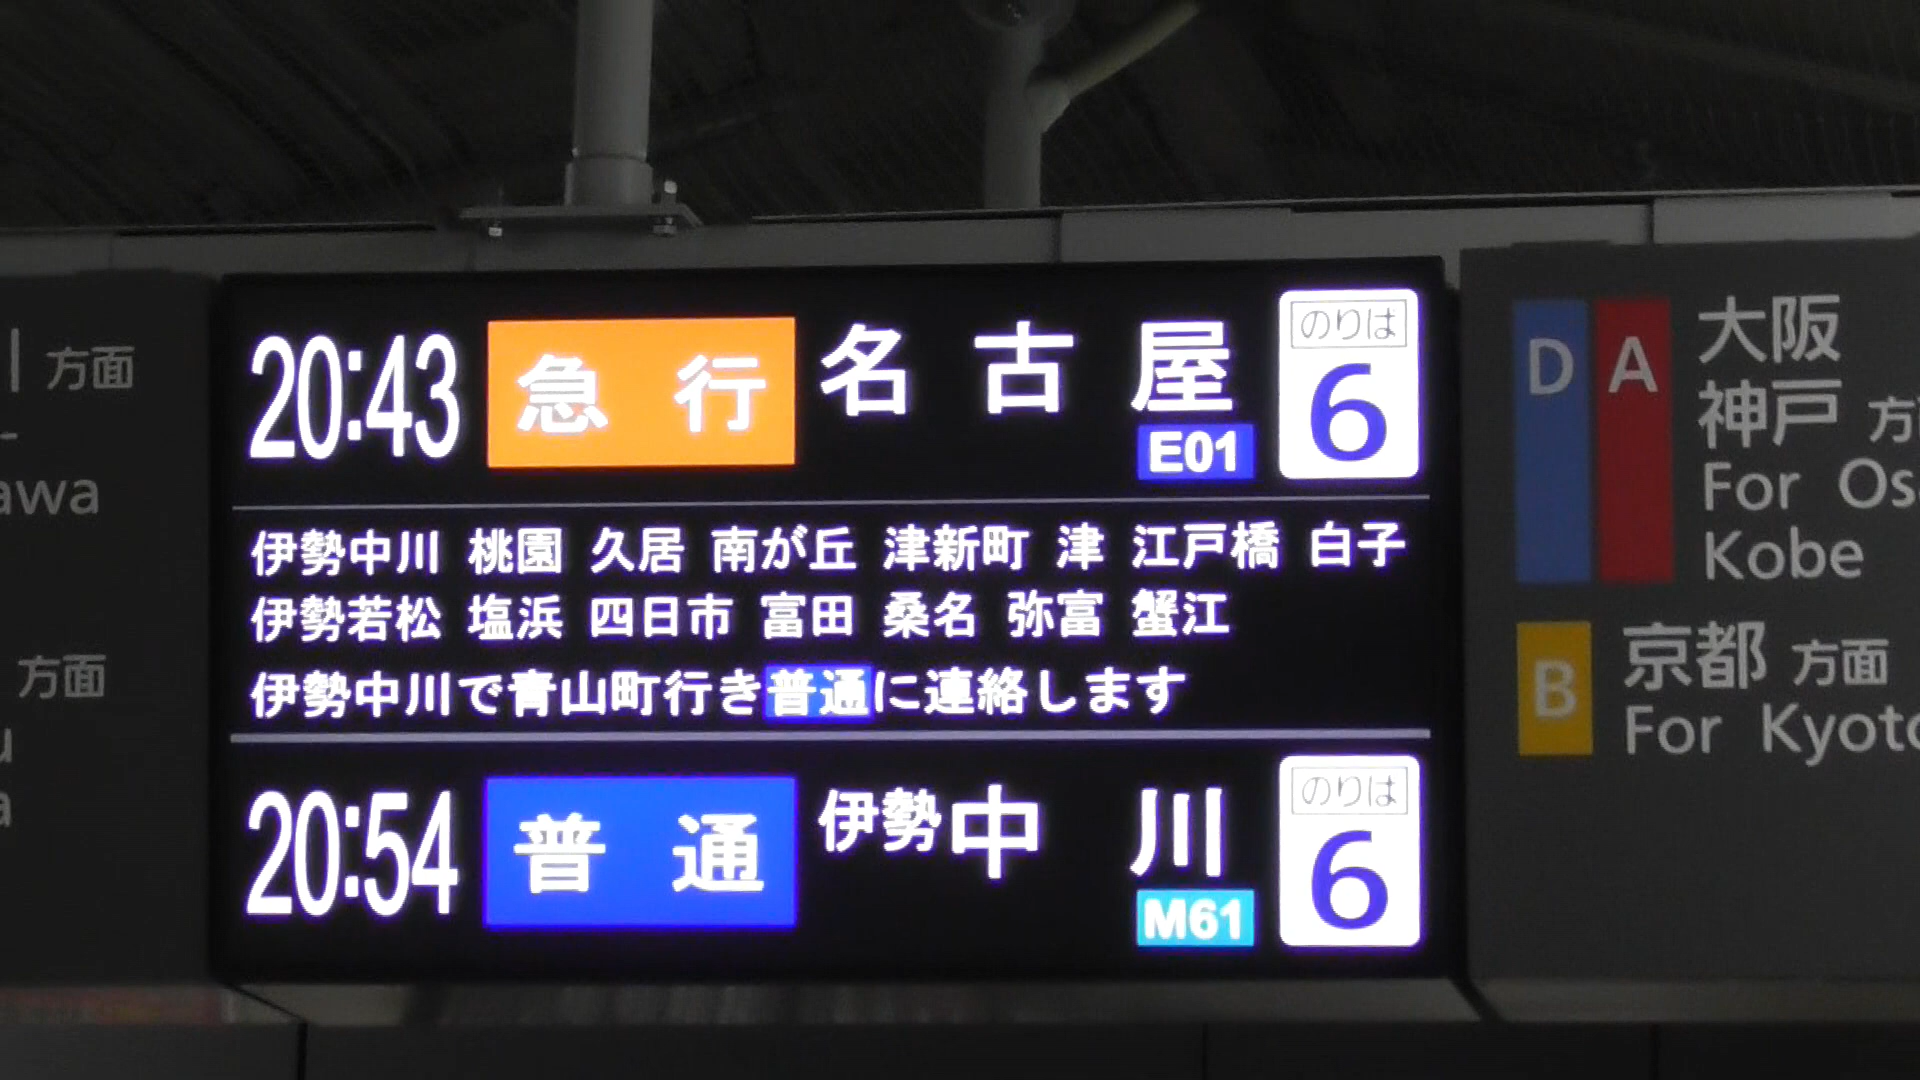 方面
awa
方面
20:43 急行 名古屋 E01 のりば 6
伊勢中川 桃園 久居 南が丘 津新町 津 江戸橋 白子
伊勢若松 塩浜 四日市 富田 桑名 弥富 蟹江
伊勢中川で青山町行き普通に連絡します
20:54 普通 伊勢中川 M61 のりば 6
D A 大阪
神戸 方
For Os
Kobe
B 京都 方面
For Kyoto